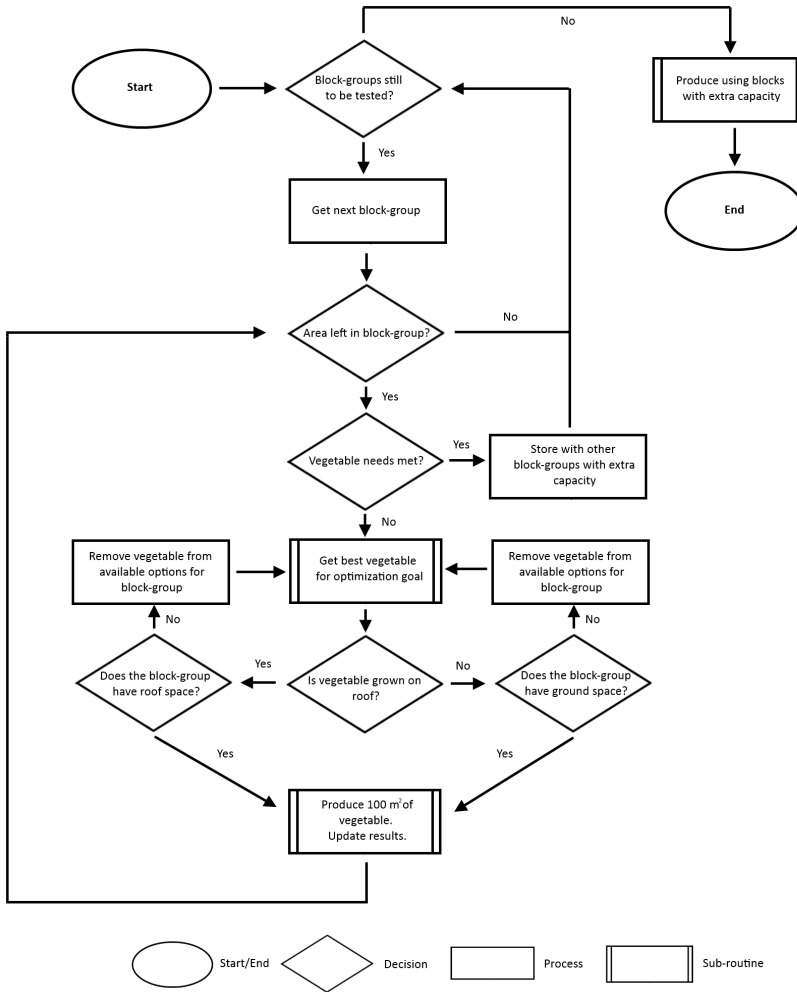 No
Start
Block-groups still
to be tested?
Produce using blocks
with extra capacity
Yes
Get next block-group
End
Area left in block-group?
No
Yes
Vegetable needs met?
Yes
Store with other
block-groups with extra
capacity
No
Remove vegetable from
available options for
block-group
Get best vegetable
for optimization goal
Remove vegetable from
available options for
block-group
No
No
Does the block-group
have roof space?
Yes
Is vegetable grown on
roof?
No
Does the block-group
have ground space?
Yes
Yes
Produce 100 m² of
vegetable.
Update results.
Start/End
Decision
Process
Sub-routine